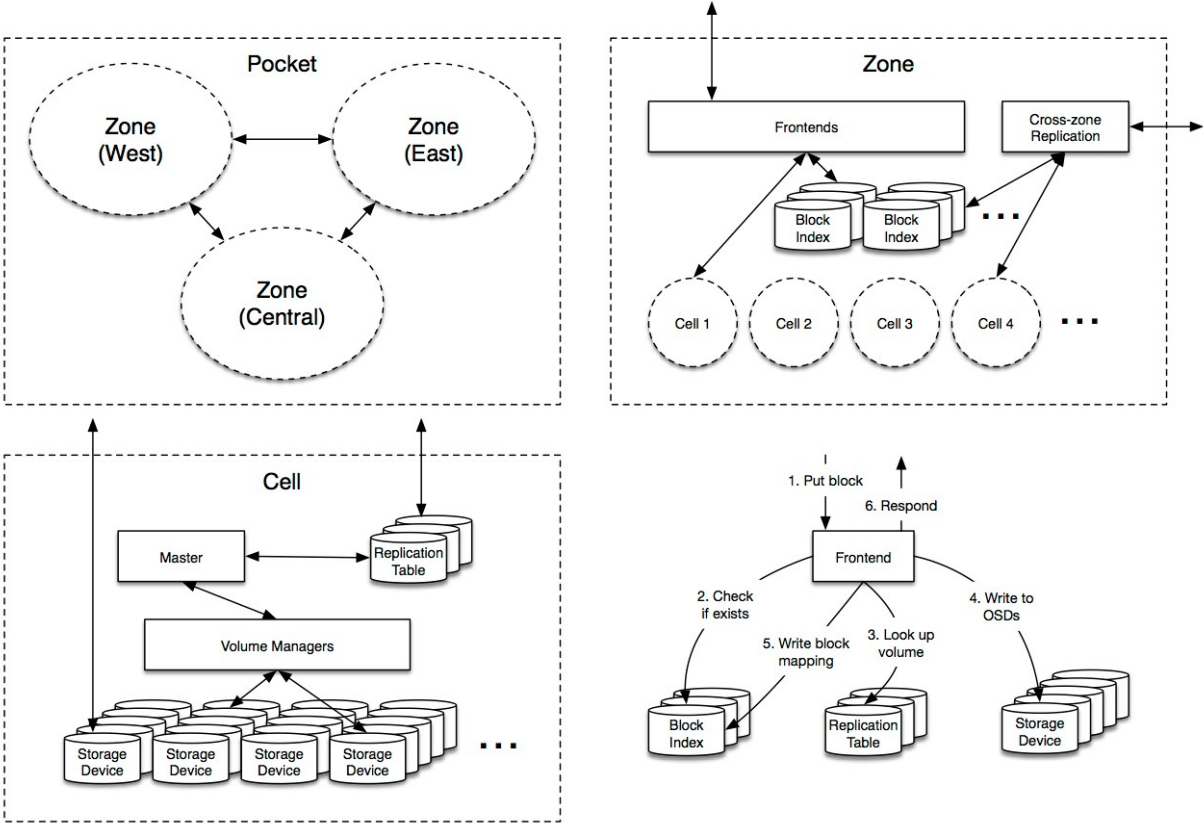 Pocket
Zone
(West)
Zone
(East)
Zone
(Central)
Zone
Frontends
Cross-zone
Replication
Block
Index
Block
Index
...
Cell 1
Cell 2
Cell 3
Cell 4
...
Cell
Master
Replication
Table
Volume Managers
Storage
Device
Storage
Device
Storage
Device
Storage
Device
...
1. Put block
6. Respond
Frontend
2. Check
if exists
5. Write block
mapping
3. Look up
volume
4. Write to
OSDs
Block
Index
Replication
Table
Storage
Device